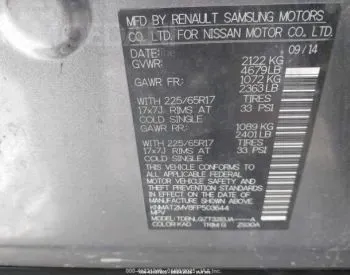 MFD BY RENAULT SAMSUNG MOTORS
CO LTD. FOR NISSAN MOTOR CO. LTD.
DATE: 09/14
GVWR: 2122 KG
4679LB
GAWR FR: 1072 KG
2363 LB
WITH 225/65R17 TIRES
17x7J RIMS AT 33 PSI
COLD SINGLE
GAWR RR: 1089 KG
2401 LB
WITH 225/65R17 TIRES
17x7J RIMS AT 33 PSI
COLD SINGLE
THIS VEHICLE CONFORMS TO ALL
APPLICABLE FEDERAL
MOTOR VEHICLE SAFETY
AND THEFT PREVENTION
STANDARDS IN EFFECT ON THE
DATE OF MANUFACTURE
SHOWN ABOVE
KNMAT2MV8FP503644
MPV
MODEL:
COLOR KAD TRIM G